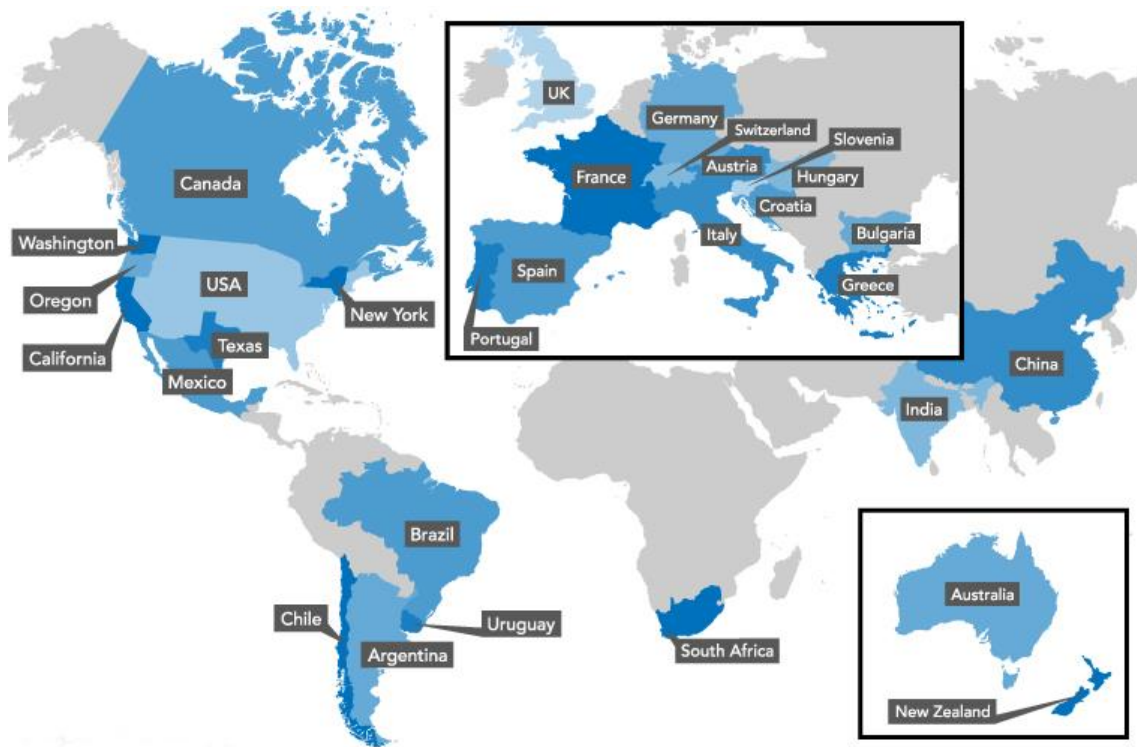 Canada
Washington
Oregon
USA
New York
California
Texas
Mexico
Brazil
Chile
Uruguay
Argentina
UK
Germany
Switzerland
Slovenia
France
Austria
Hungary
Croatia
Italy
Bulgaria
Spain
Greece
Portugal
China
India
South Africa
Australia
New Zealand